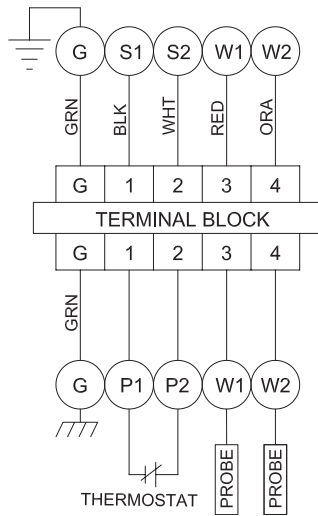 G S1 S2 W1 W2
GRN BLK WHT RED ORA
G 1 2 3 4
TERMINAL BLOCK
G 1 2 3 4
GRN
G P1 P2 W1 W2
THERMOSTAT
PROBE
PROBE